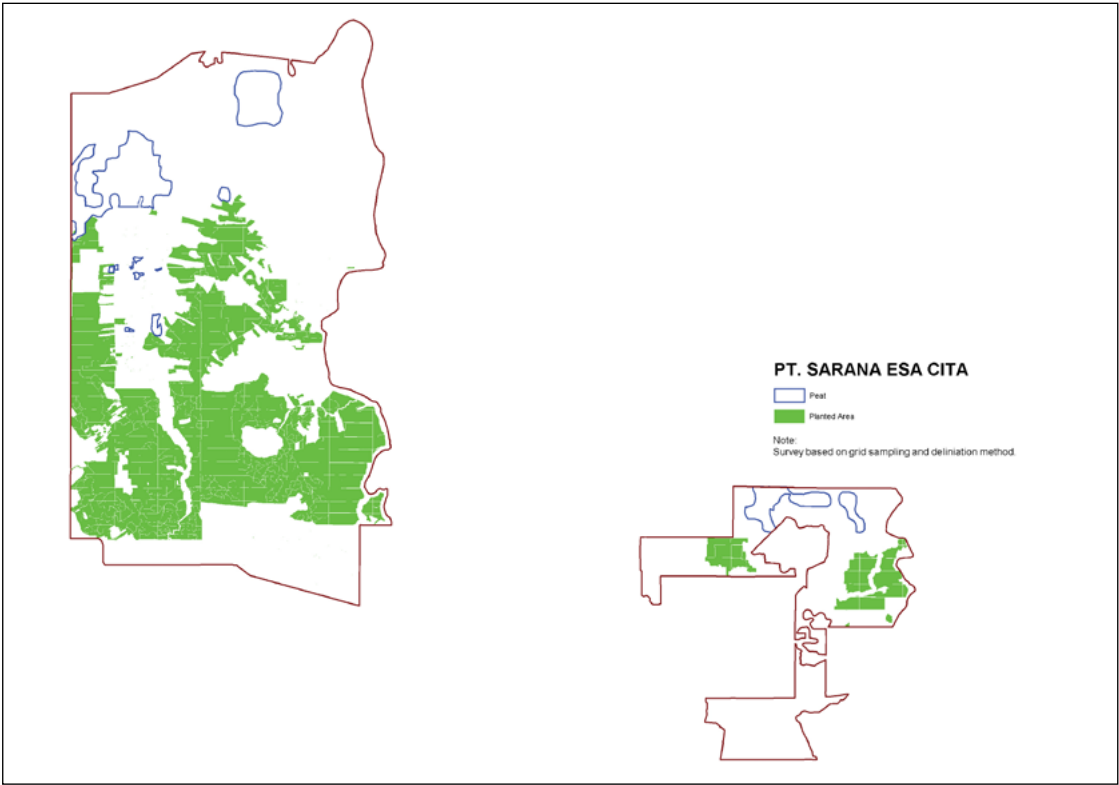 PT. SARANA ESA CITA
Peat
Planted Area
Note:
Survey based on grid sampling and deliniation method.